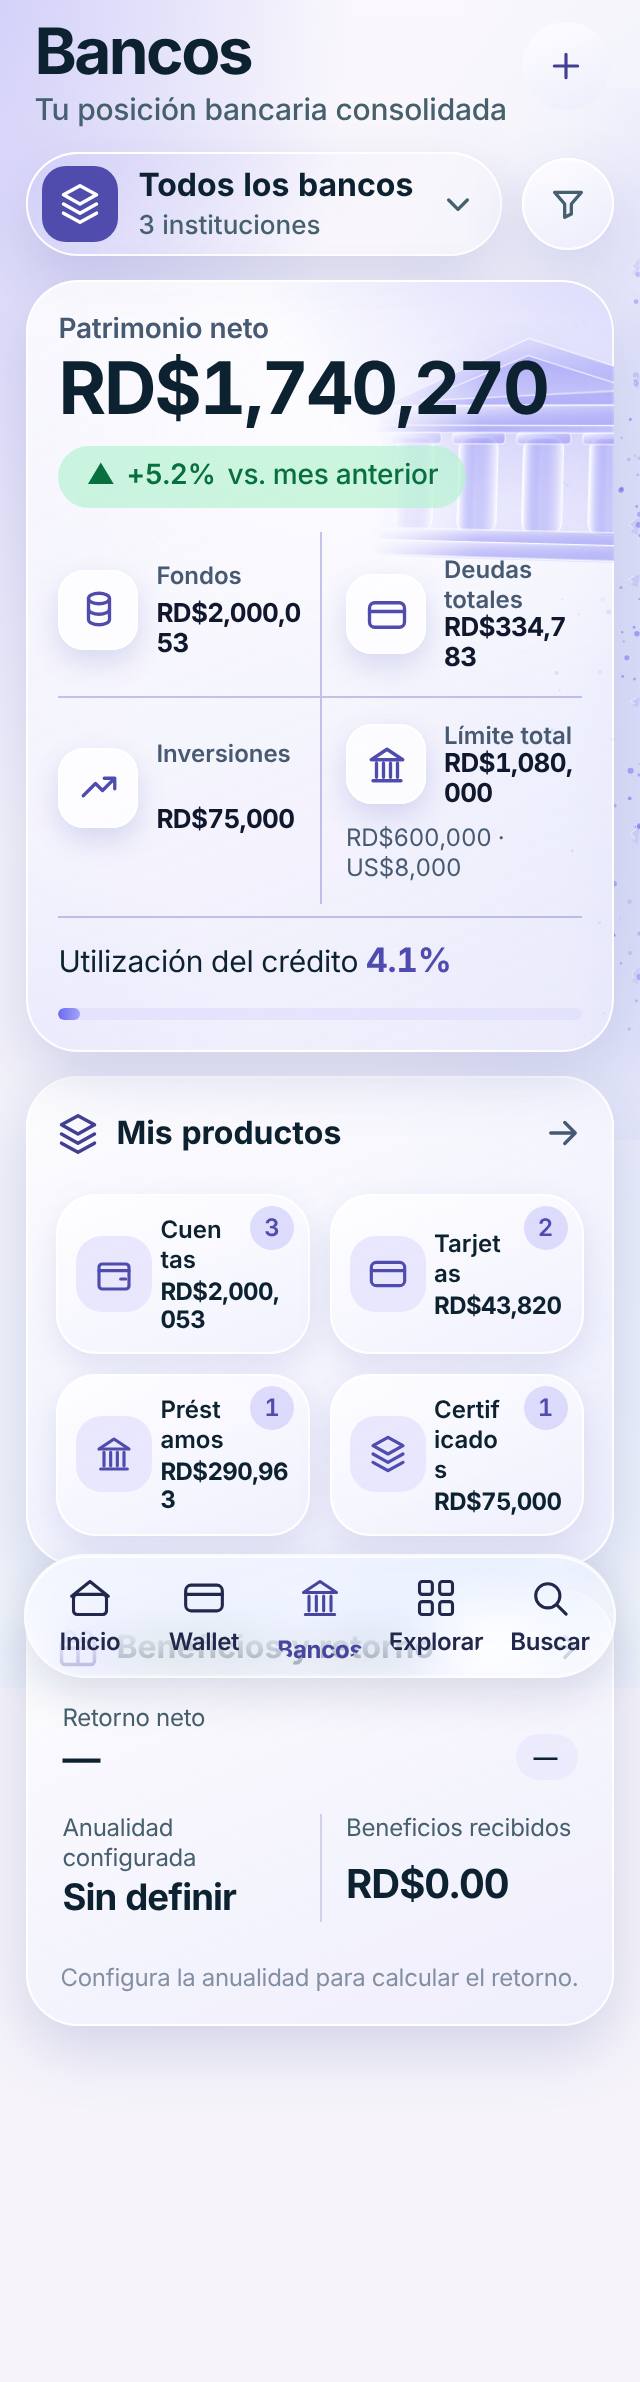 Bancos
Tu posición bancaria consolidada
Todos los bancos
3 instituciones
Patrimonio neto
RD$1,740,270
▲ +5.2% vs. mes anterior
Fondos
RD$2,000,0
53
Deudas
totales
RD$334,7
83
Inversiones
RD$75,000
Límite total
RD$1,080,
000
RD$600,000 ·
US$8,000
Utilización del crédito 4.1%
Mis productos
Cuen
tas
3
RD$2,000,
053
Tarjet
as
2
RD$43,820
Prést
amos
1
RD$290,96
3
Certif
icado
s
1
RD$75,000
Beneficios y retorno
Inicio
Wallet
Bancos
Explorar
Buscar
Retorno neto
—
—
Anualidad
configurada
Sin definir
Beneficios recibidos
RD$0.00
Configura la anualidad para calcular el retorno.